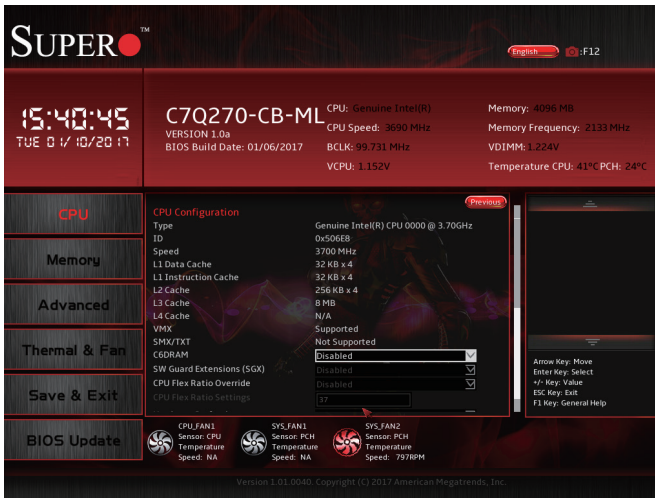 SUPER TM
English :F12
15:40:45
TUE 01/10/2017
C7Q270-CB-ML
VERSION 1.0a
BIOS Build Date: 01/06/2017
CPU: Genuine Intel(R)
CPU Speed: 3690 MHz
BCLK: 99.731 MHz
VCPU: 1.152V
Memory: 4096 MB
Memory Frequency: 2133 MHz
VDIMM: 1.224V
Temperature CPU: 41°C PCH: 24°C
CPU
Memory
Advanced
Thermal & Fan
Save & Exit
BIOS Update
Previous
CPU Configuration
Type Genuine Intel(R) CPU 0000 @ 3.70GHz
ID 0x506E8
Speed 3700 MHz
L1 Data Cache 32 KB x 4
L1 Instruction Cache 32 KB x 4
L2 Cache 256 KB x 4
L3 Cache 8 MB
L4 Cache N/A
VMX Supported
SMX/TXT Not Supported
C6DRAM Disabled
SW Guard Extensions (SGX) Disabled
CPU Flex Ratio Override Disabled
CPU Flex Ratio Settings 37
Arrow Key: Move
Enter Key: Select
+/- Key: Value
ESC Key: Exit
F1 Key: General Help
CPU_FAN1
Sensor: CPU
Temperature
Speed: NA
SYS_FAN1
Sensor: PCH
Temperature
Speed: NA
SYS_FAN2
Sensor: PCH
Temperature
Speed: 797RPM
Version 1.01.0040. Copyright (C) 2017 American Megatrends, Inc.